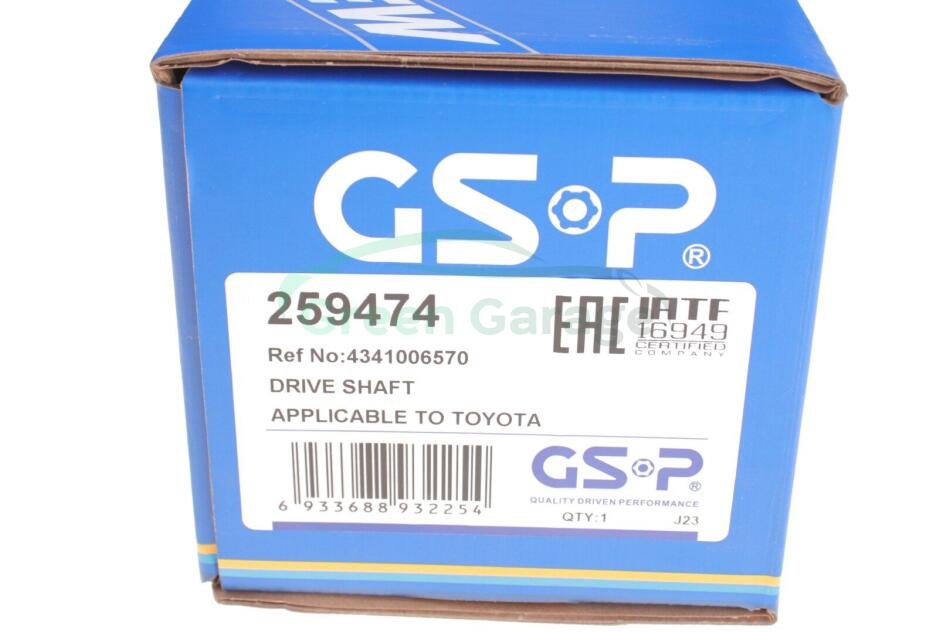 EW
GSP®
259474
Green Garage
EAC
IATF
16949
CERTIFIED
COMPANY
Ref No:4341006570
DRIVE SHAFT
APPLICABLE TO TOYOTA
GSP®
QUALITY DRIVEN PERFORMANCE
6 933688 932254
QTY:1 J23